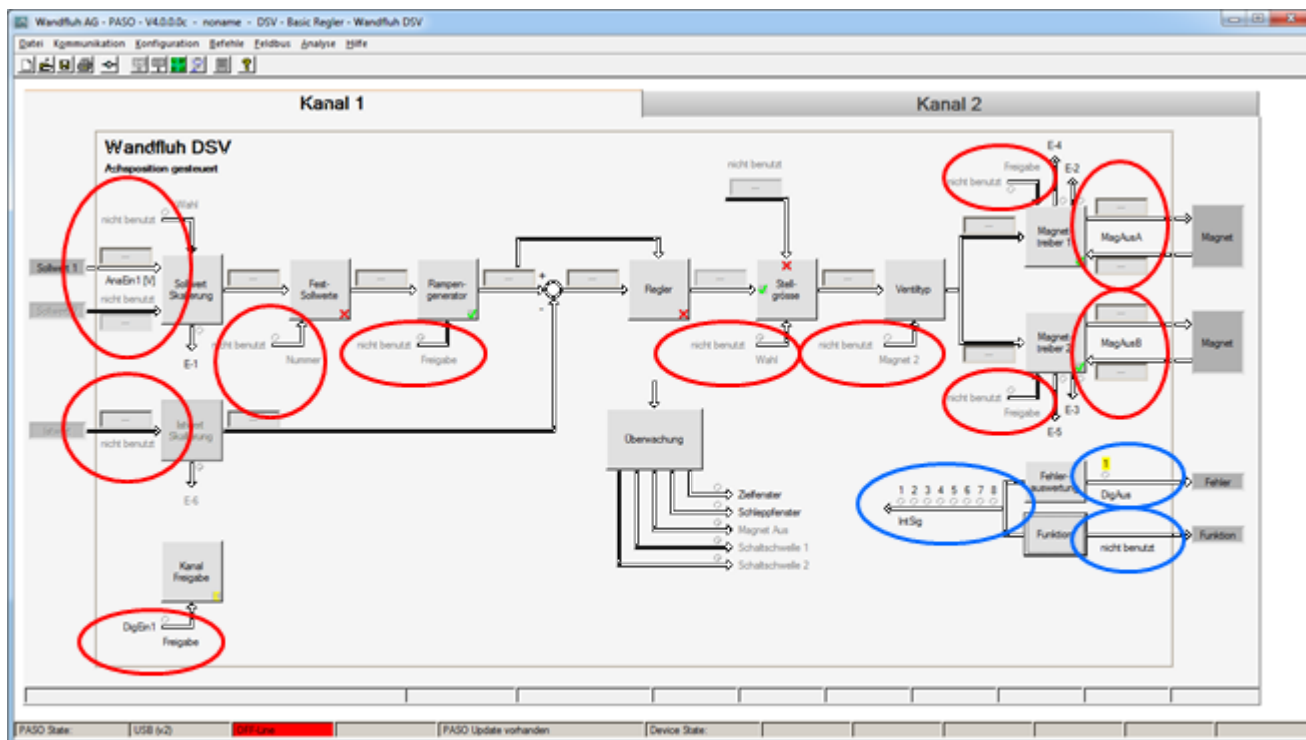 Wandfluh AG - PASO - V4.0.0.0c - noname - DSV - Basic Regler - Wandfluh DSV
Datei Kommunikation Konfiguration Befehle Feldbus Analyse Hilfe
Kanal 1
Kanal 2
Wandfluh DSV
Achsposition gesteuert
nicht benutzt
Wahl
Sollwert 1
AnaEin1 [V]
nicht benutzt
Sollwert
Skalierung
E-1
Fest-
Sollwerte
nicht benutzt
Nummer
Rampen-
generator
nicht benutzt
Freigabe
+
-
Regler
nicht benutzt
Stell-
grösse
nicht benutzt
Wahl
Ventiltyp
nicht benutzt
Magnet 2
Freigabe
nicht benutzt
E-4
E-2
Magnet
treiber 1
MagAusA
Magnet
Magnet
treiber 2
MagAusB
Magnet
nicht benutzt
Freigabe
E-3
E-5
Istwert
nicht benutzt
Istwert
Skalierung
E-6
Überwachung
Zielfenster
Schleppfenster
Magnet Aus
Schaltschwelle 1
Schaltschwelle 2
1 2 3 4 5 6 7 8
IntSig
Fehler-
auswertung
1
DigAus
Fehler
Funktion
nicht benutzt
Funktion
Kanal
Freigabe
DigEin1
Freigabe
PASO State:
USB (v2)
OFF-Line
PASO Update vorhanden
Device State: